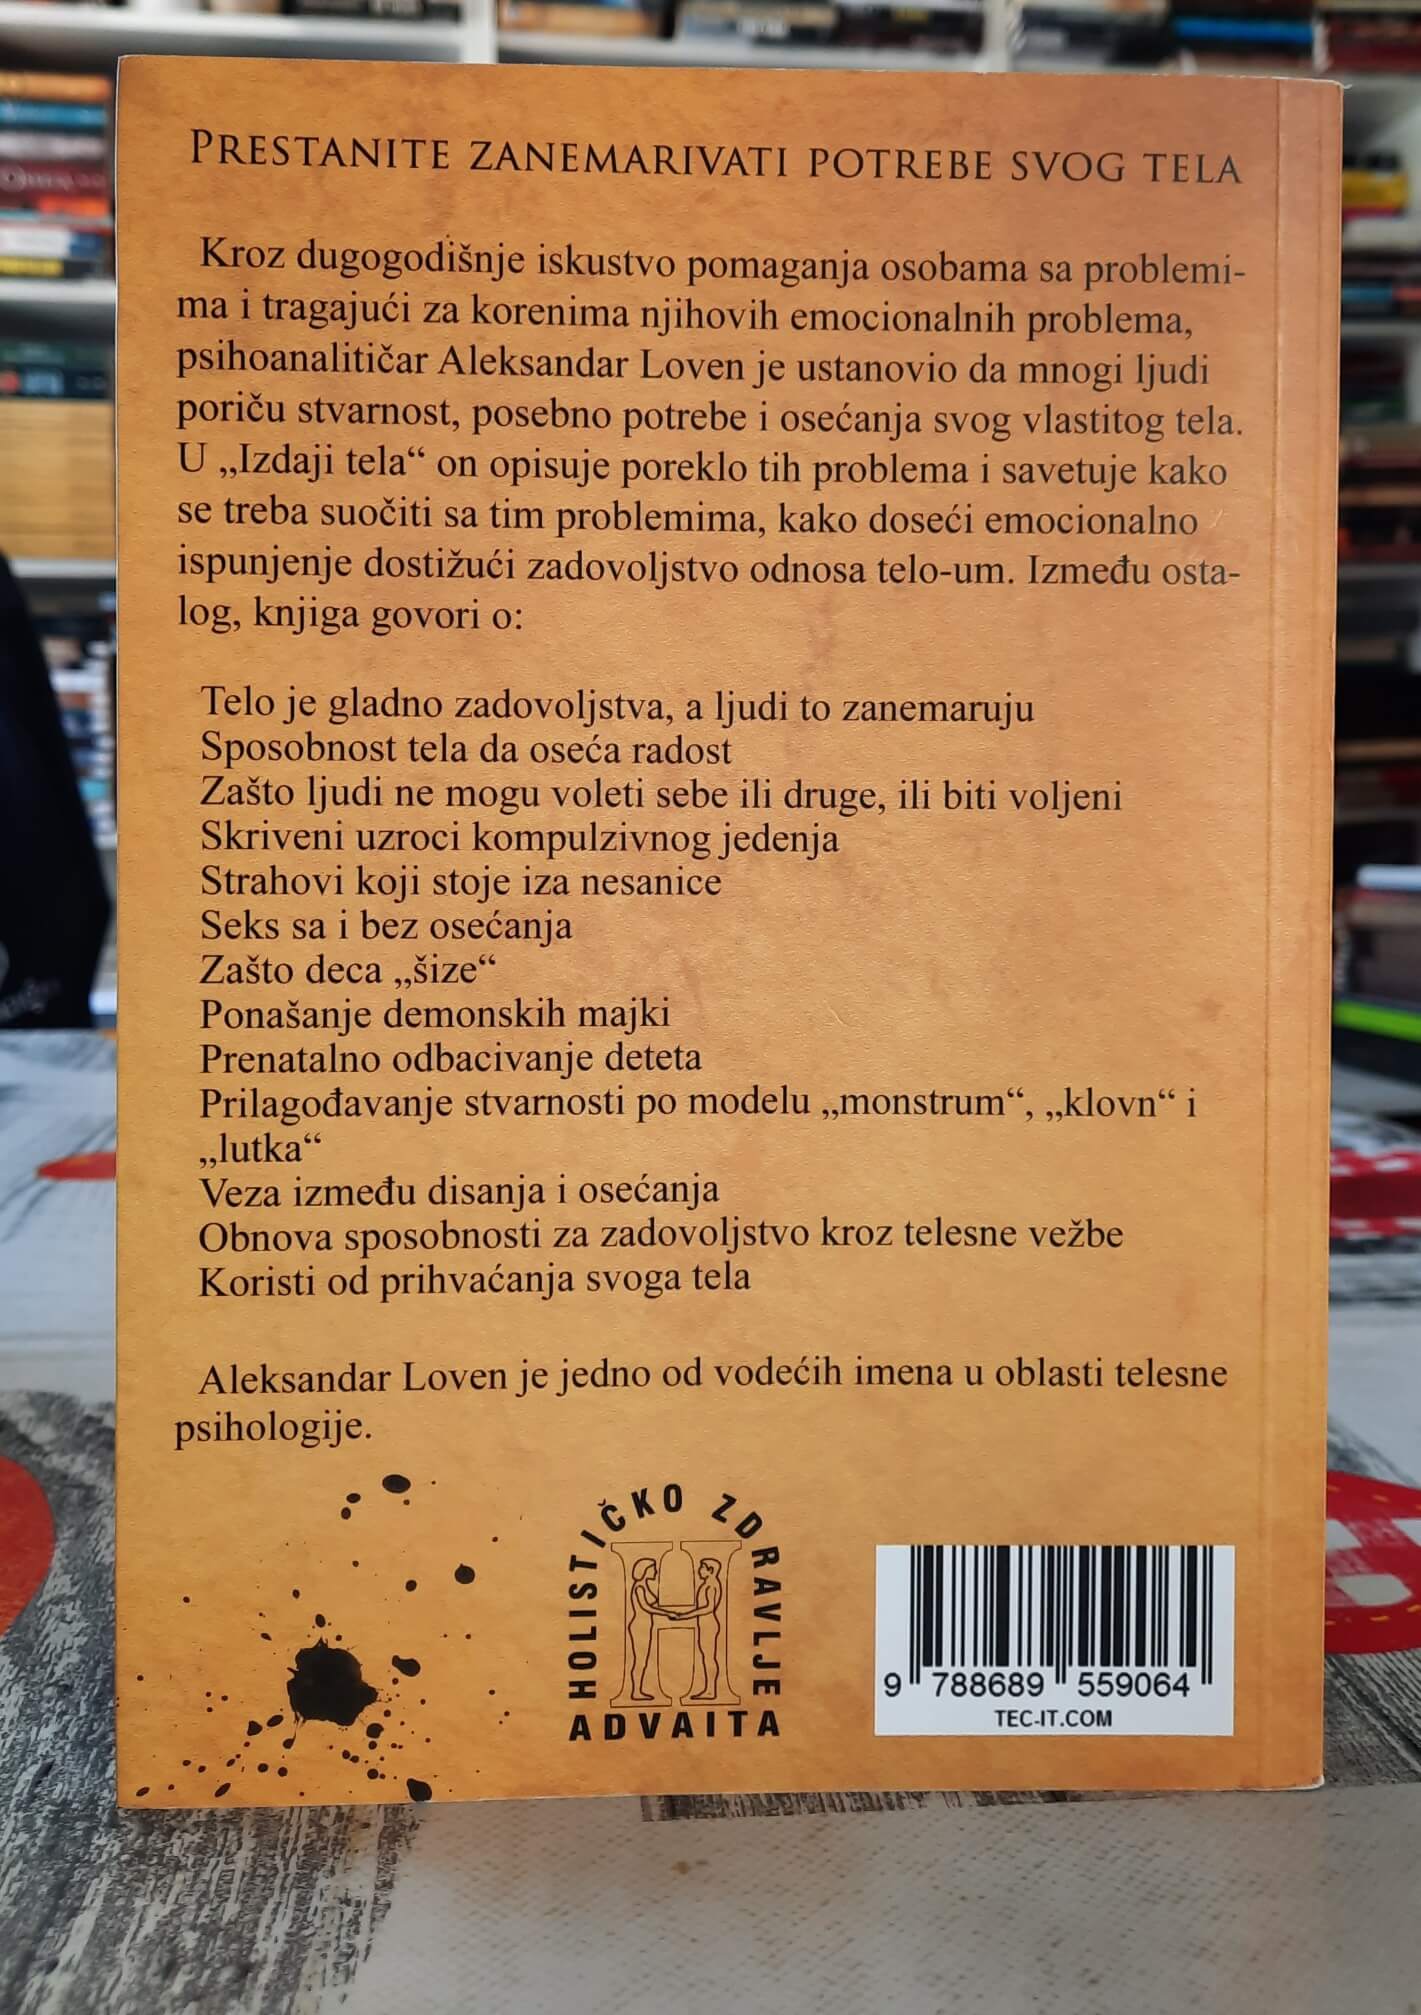 PRESTANITE ZANEMARIVATI POTREBE SVOG TELA
Kroz dugogodišnje iskustvo pomaganja osobama sa problemi-
ma i tragajući za korenima njihovih emocionalnih problema,
psihoanalitičar Aleksandar Loven je ustanovio da mnogi ljudi
poriču stvarnost, posebno potrebe i osećanja svog vlastitog tela.
U „Izdaji tela“ on opisuje poreklo tih problema i savetuje kako
se treba suočiti sa tim problemima, kako doseći emocionalno
ispunjenje dostižući zadovoljstvo odnosa telo-um. Između osta-
log, knjiga govori o:
Telo je gladno zadovoljstva, a ljudi to zanemaruju
Sposobnost tela da oseća radost
Zašto ljudi ne mogu voleti sebe ili druge, ili biti voljeni
Skriveni uzroci kompulzivnog jedenja
Strahovi koji stoje iza nesanice
Seks sa i bez osećanja
Zašto deca „šize“
Ponašanje demonskih majki
Prenatalno odbacivanje deteta
Prilagođavanje stvarnosti po modelu „monstrum“, „klovn“ i
„lutka“
Veza između disanja i osećanja
Obnova sposobnosti za zadovoljstvo kroz telesne vežbe
Koristi od prihvaćanja svoga tela
Aleksandar Loven je jedno od vodećih imena u oblasti telesne
psihologije.
HOLISTIČKO ZDRAVLJE
ADVAITA
9 788689 559064
TEC-IT.COM